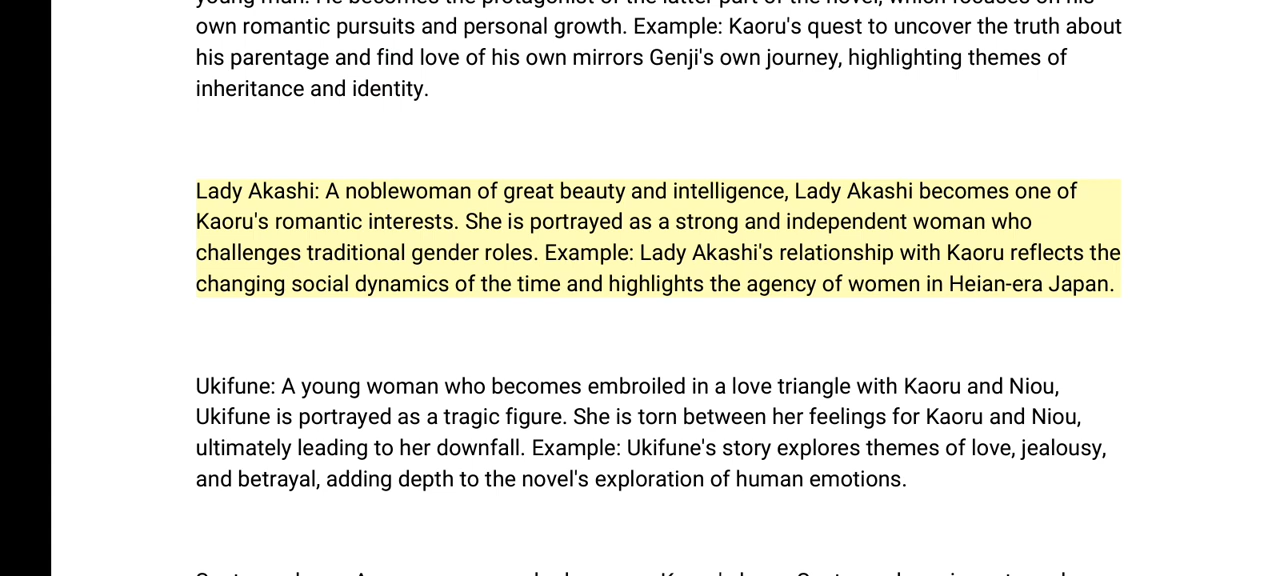 own romantic pursuits and personal growth. Example: Kaoru's quest to uncover the truth about
his parentage and find love of his own mirrors Genji's own journey, highlighting themes of
inheritance and identity.
Lady Akashi: A noblewoman of great beauty and intelligence, Lady Akashi becomes one of
Kaoru's romantic interests. She is portrayed as a strong and independent woman who
challenges traditional gender roles. Example: Lady Akashi's relationship with Kaoru reflects the
changing social dynamics of the time and highlights the agency of women in Heian-era Japan.
Ukifune: A young woman who becomes embroiled in a love triangle with Kaoru and Niou,
Ukifune is portrayed as a tragic figure. She is torn between her feelings for Kaoru and Niou,
ultimately leading to her downfall. Example: Ukifune's story explores themes of love, jealousy,
and betrayal, adding depth to the novel's exploration of human emotions.